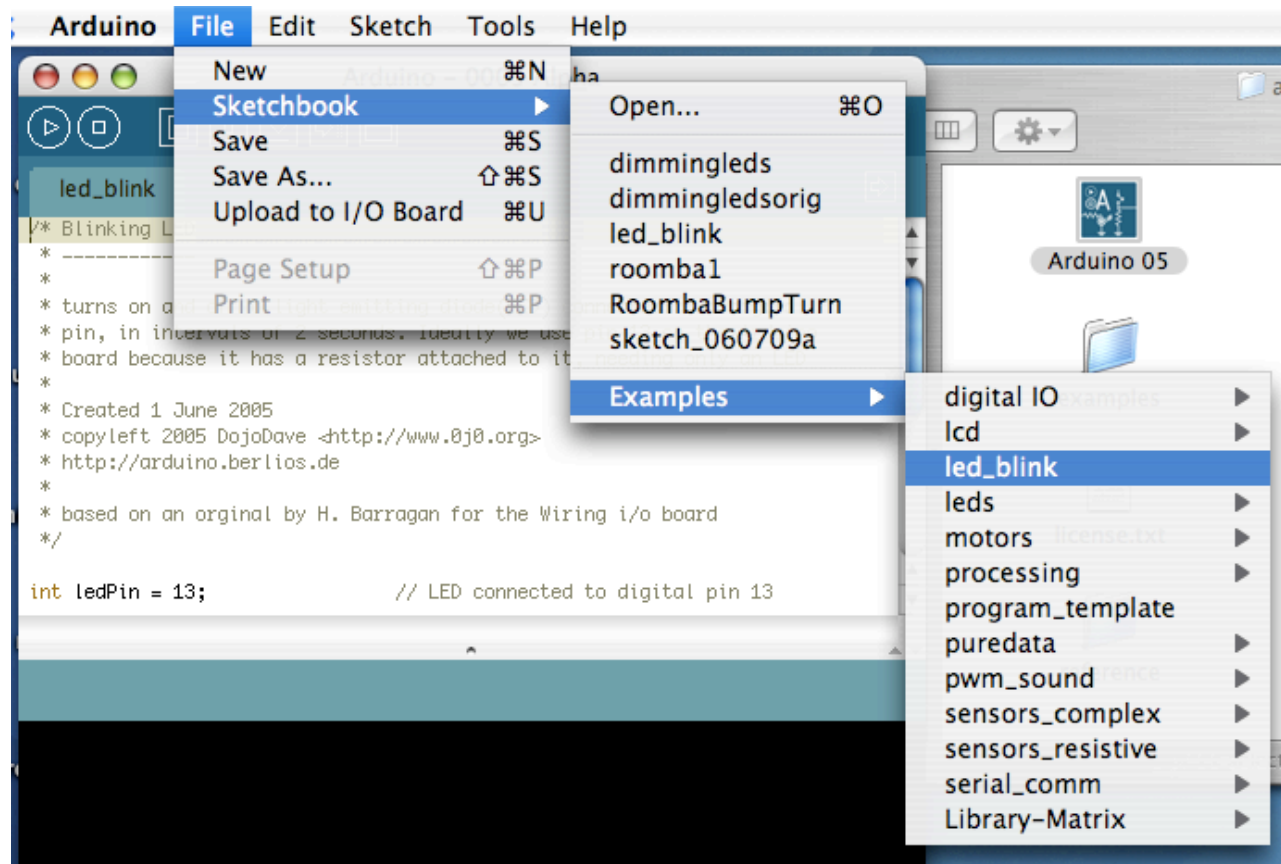 Arduino File Edit Sketch Tools Help
New ⌘N
Sketchbook
Save ⌘S
Save As... ⇧⌘S
Upload to I/O Board ⌘U
Page Setup ⇧⌘P
Print ⌘P
Open... ⌘O
dimmingleds
dimmingledsorig
led_blink
roomba1
RoombaBumpTurn
sketch_060709a
Examples
digital IO
lcd
led_blink
leds
motors
processing
program_template
puredata
pwm_sound
sensors_complex
sensors_resistive
serial_comm
Library-Matrix
Arduino -
led_blink
/* Blinking
* -----------
*
* turns on
* pin, in intervals of 2 seconds. Ideally we use
* board because it has a resistor attached to it
*
* Created 1 June 2005
* copyleft 2005 DojoDave <http://www.0j0.org>
* http://arduino.berlios.de
*
* based on an orginal by H. Barragan for the Wiring i/o board
*/
int ledPin = 13; // LED connected to digital pin 13
Arduino 05
examples
license.txt
reference